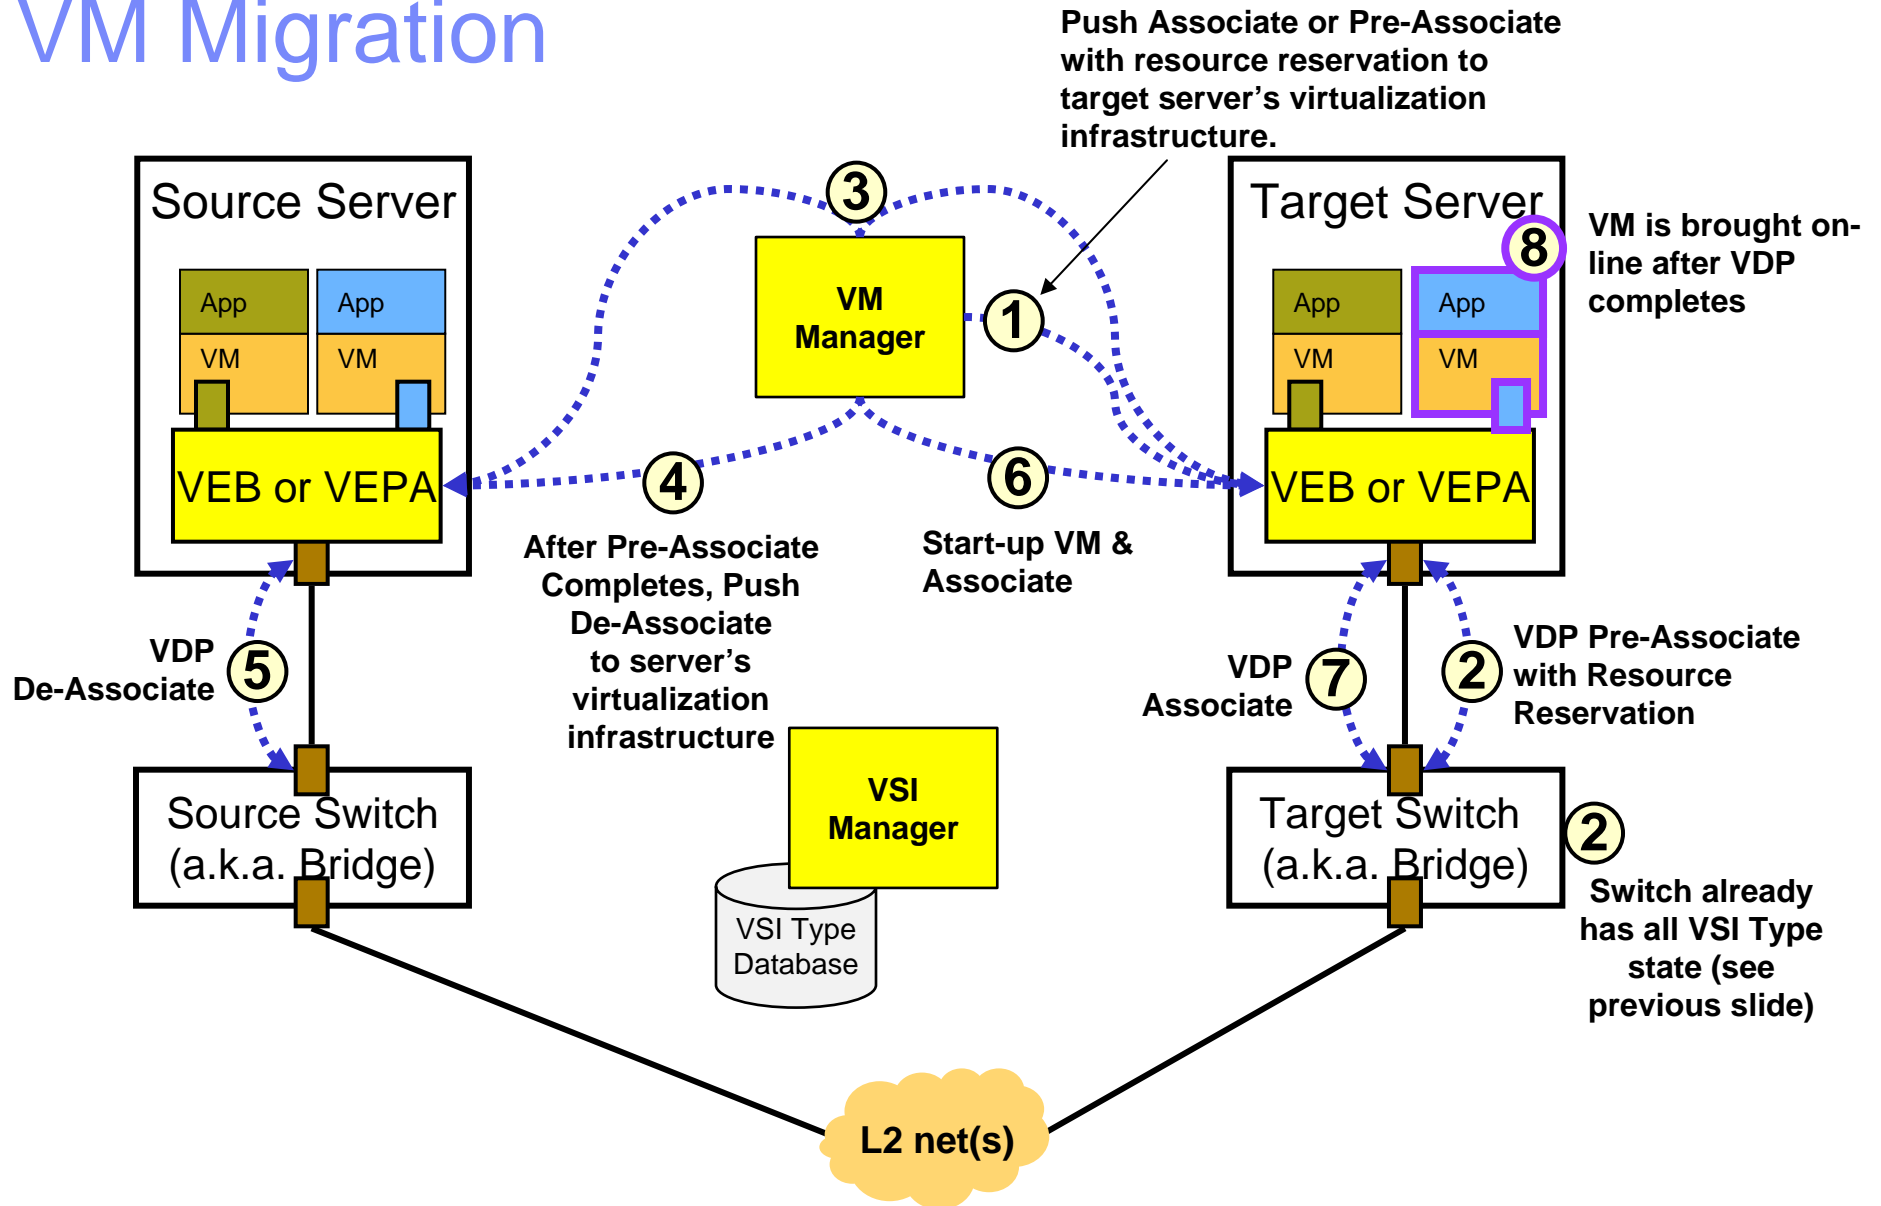 VM Migration
Push Associate or Pre-Associate
with resource reservation to
target server's virtualization
infrastructure.
Source Server
3
Target Server
8
VM is brought on-
line after VDP
completes
App
App
VM
VM
VM
Manager
1
App
App
VM
VM
VEB or VEPA
4
6
VEB or VEPA
After Pre-Associate
Completes, Push
De-Associate
to server's
virtualization
infrastructure
Start-up VM &
Associate
VDP
De-Associate
5
VDP
Associate
7
2
VDP Pre-Associate
with Resource
Reservation
Source Switch
(a.k.a. Bridge)
VSI
Manager
VSI Type
Database
Target Switch
(a.k.a. Bridge)
2
Switch already
has all VSI Type
state (see
previous slide)
L2 net(s)